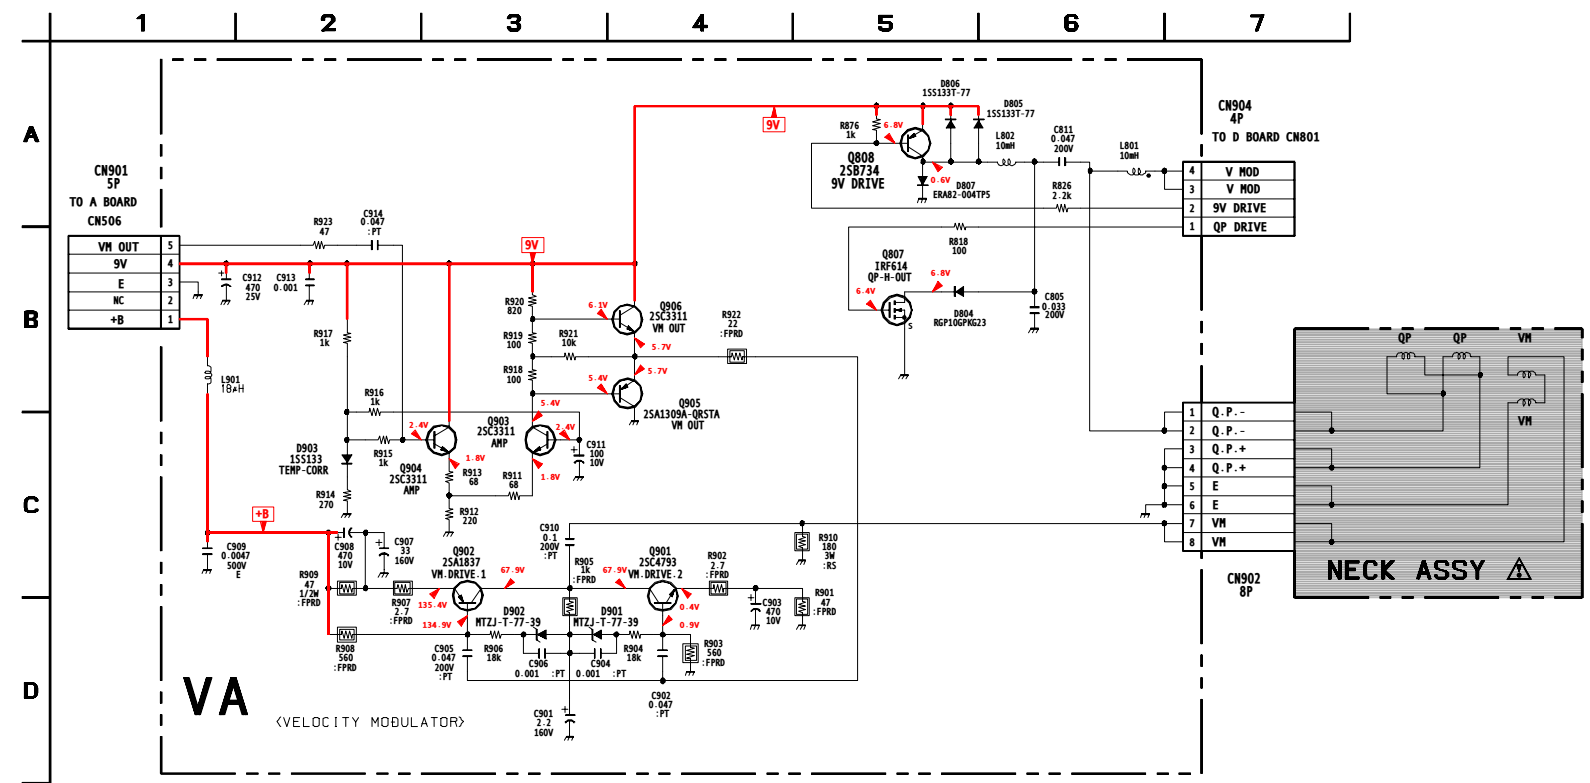 1 2 3 4 5 6 7
A
B
C
D
CN901
5P
TO A BOARD
CN506
VM OUT 5
9V 4
E 3
NC 2
+B 1
C912
470
25V
C913
0.001
R923
47
C914
0.047
:PT
R917
1k
R916
1k
R915
1k
D903
1SS133
TEMP-CORR
R914
270
L901
18μH
+B
C909
0.0047
500V
E
2.4V
Q904
2SC3311
AMP
1.8V
R913
68
R912
220
R911
68
9V
R920
820
R919
100
R918
100
R921
10k
5.4V
Q903
2SC3311
AMP
2.4V
1.8V
C911
100
10V
6.1V
Q906
2SC3311
VM OUT
5.7V
5.7V
5.4V
Q905
2SA1309A-QRSTA
VM OUT
R922
22
:FPRD
9V
R876
1k
6.8V
Q808
2SB734
9V DRIVE
0.6V
D806
1SS133T-77
D805
1SS133T-77
D807
ERA82-004TP5
L802
10mH
C811
0.047
200V
L801
10mH
R826
2.2k
R818
100
Q807
IRF614
QP-H-OUT
6.4V
6.8V
S
D804
RGP10GPKG23
C805
0.033
200V
CN904
4P
TO D BOARD CN801
4 V MOD
3 V MOD
2 9V DRIVE
1 QP DRIVE
C908
470
10V
C907
33
160V
R909
47
1/2W
:FPRD
R907
2.7
:FPRD
R908
560
:FPRD
Q902
2SA1837
VM.DRIVE.1
135.4V
134.9V
67.9V
C905
0.047
200V
:PT
R906
18k
D902
MTZJ-T-77-39
C906
0.001 :PT
C910
0.1
200V
:PT
R905
1k
:FPRD
D901
MTZJ-T-77-39
C904
0.001 :PT
R904
18k
C901
2.2
160V
67.9V
Q901
2SC4793
VM.DRIVE.2
0.4V
0.9V
R902
2.7
:FPRD
R903
560
:FPRD
C902
0.047
:PT
C903
470
10V
R910
180
3W
:RS
R901
47
:FPRD
1 Q.P.-
2 Q.P.-
3 Q.P.+
4 Q.P.+
5 E
6 E
7 VM
8 VM
CN902
8P
QP QP VM
VM
NECK ASSY
VA
<VELOCITY MODULATOR>